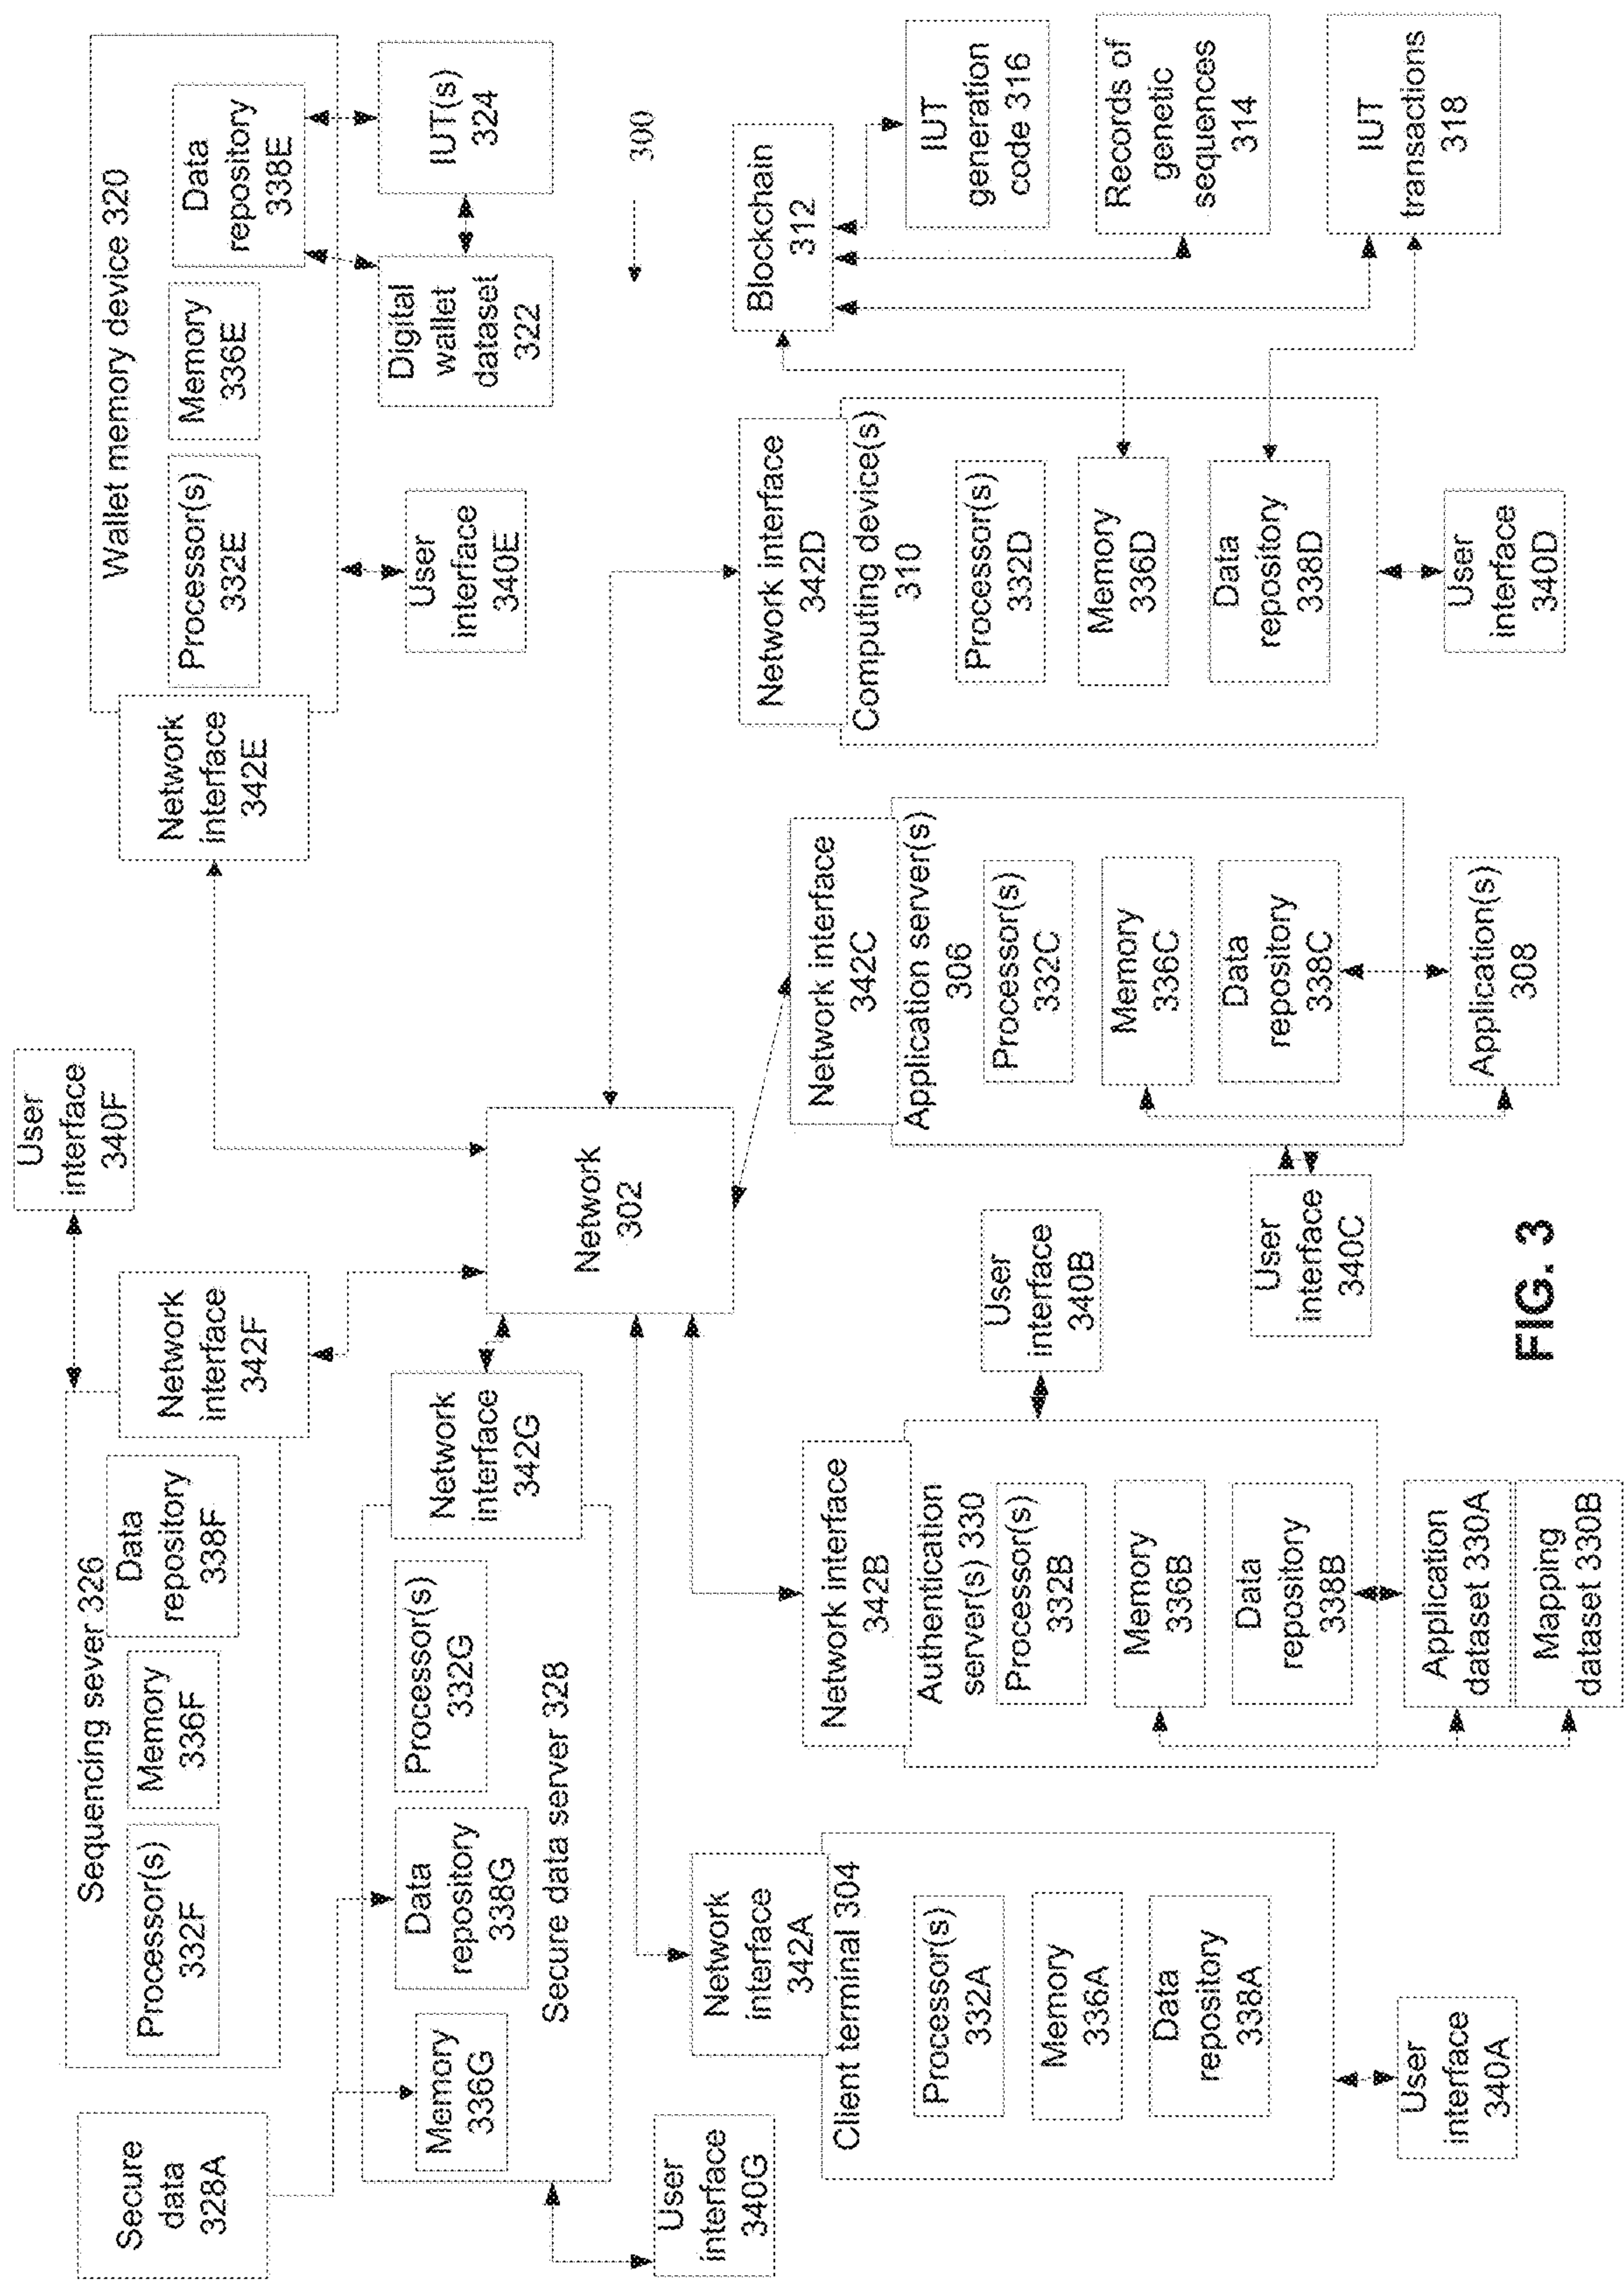 Secure
data
328A
Sequencing sever 326
Processor(s)
332F
Memory
336F
Data
repository
338F
Network
interface
342F
User
interface
340F
Wallet memory device 320
Network
interface
342E
Processor(s)
332E
Memory
336E
Data
repository
338E
User
interface
340E
Digital
wallet
dataset
322
IUT(s)
324
300
Memory
336G
Data
repository
338G
Processor(s)
332G
Network
interface
342G
Secure data server 328
User
interface
340G
Network
302
Network
interface
342A
Client terminal 304
Processor(s)
332A
Memory
336A
Data
repository
338A
User
interface
340A
Network interface
342B
Authentication
server(s) 330
Processor(s)
332B
Memory
336B
Data
repository
338B
Application
dataset 330A
Mapping
dataset 330B
User
interface
340B
Network interface
342C
Application server(s)
306
Processor(s)
332C
Memory
336C
Data
repository
338C
Application(s)
308
User
interface
340C
Network interface
342D
Computing device(s)
310
Processor(s)
332D
Memory
336D
Data
repository
338D
User
interface
340D
Blockchain
312
IUT
generation
code 316
Records of
genetic
sequences
314
IUT
transactions
318
FIG. 3